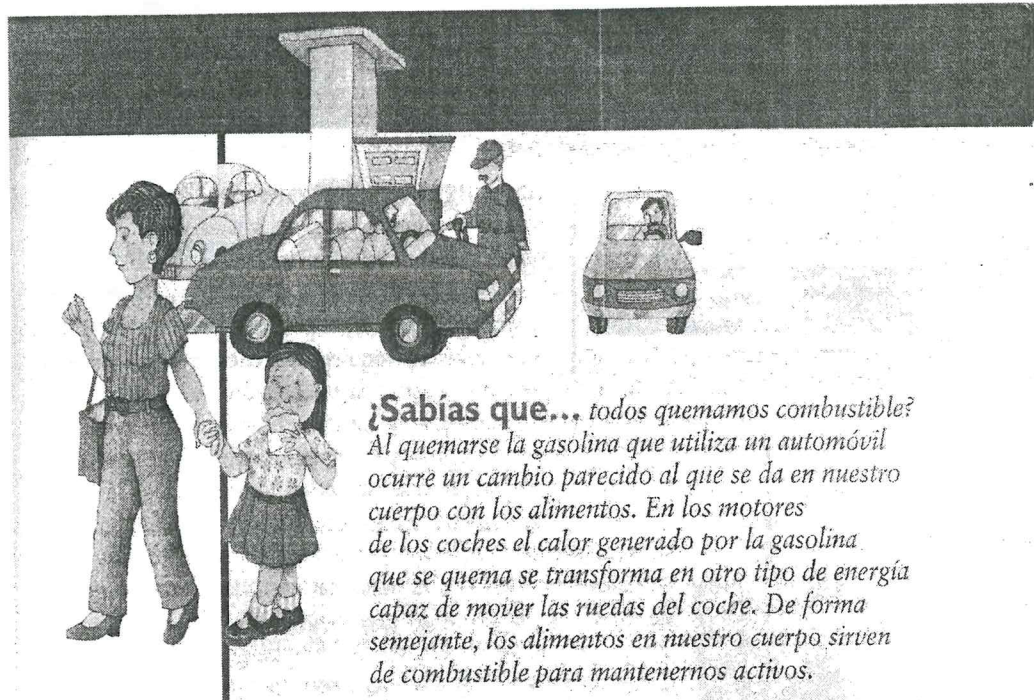 ¿Sabías que... todos quemamos combustible?
Al quemarse la gasolina que utiliza un automóvil
ocurre un cambio parecido al que se da en nuestro
cuerpo con los alimentos. En los motores
de los coches el calor generado por la gasolina
que se quema se transforma en otro tipo de energía
capaz de mover las ruedas del coche. De forma
semejante, los alimentos en nuestro cuerpo sirven
de combustible para mantenernos activos.